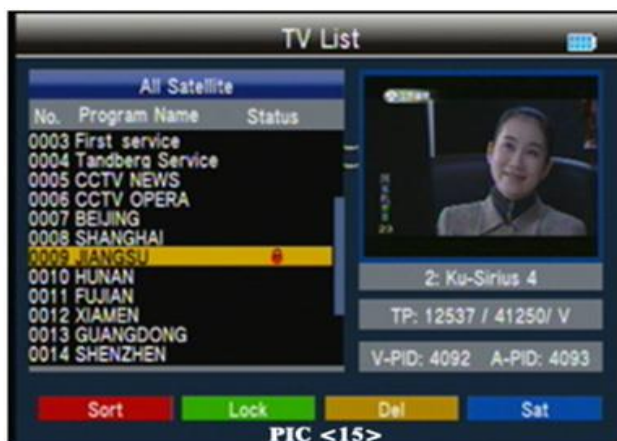 TV List
All Satellite
No. Program Name Status
0003 First service
0004 Tandberg Service
0005 CCTV NEWS
0006 CCTV OPERA
0007 BEIJING
0008 SHANGHAI
0009 JIANGSU
0010 HUNAN
0011 FUJIAN
0012 XIAMEN
0013 GUANGDONG
0014 SHENZHEN
2: Ku-Sirius 4
TP: 12537 / 41250/ V
V-PID: 4092 A-PID: 4093
Sort Lock Del Sat
PIC <15>